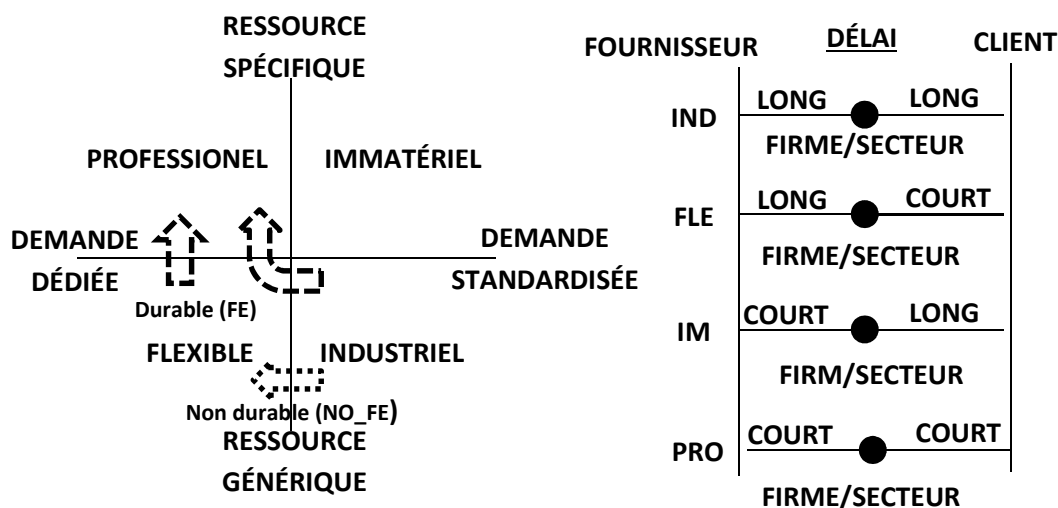 RESSOURCE
SPÉCIFIQUE
PROFESSIONEL IMMATÉRIEL
DEMANDE DEMANDE
DÉDIÉE STANDARDISÉE
Durable (FE)
FLEXIBLE INDUSTRIEL
Non durable (NO_FE)
RESSOURCE
GÉNÉRIQUE
FOURNISSEUR DÉLAI CLIENT
LONG LONG
IND
FIRME/SECTEUR
LONG COURT
FLE
FIRME/SECTEUR
COURT LONG
IM
FIRM/SECTEUR
COURT COURT
PRO
FIRME/SECTEUR